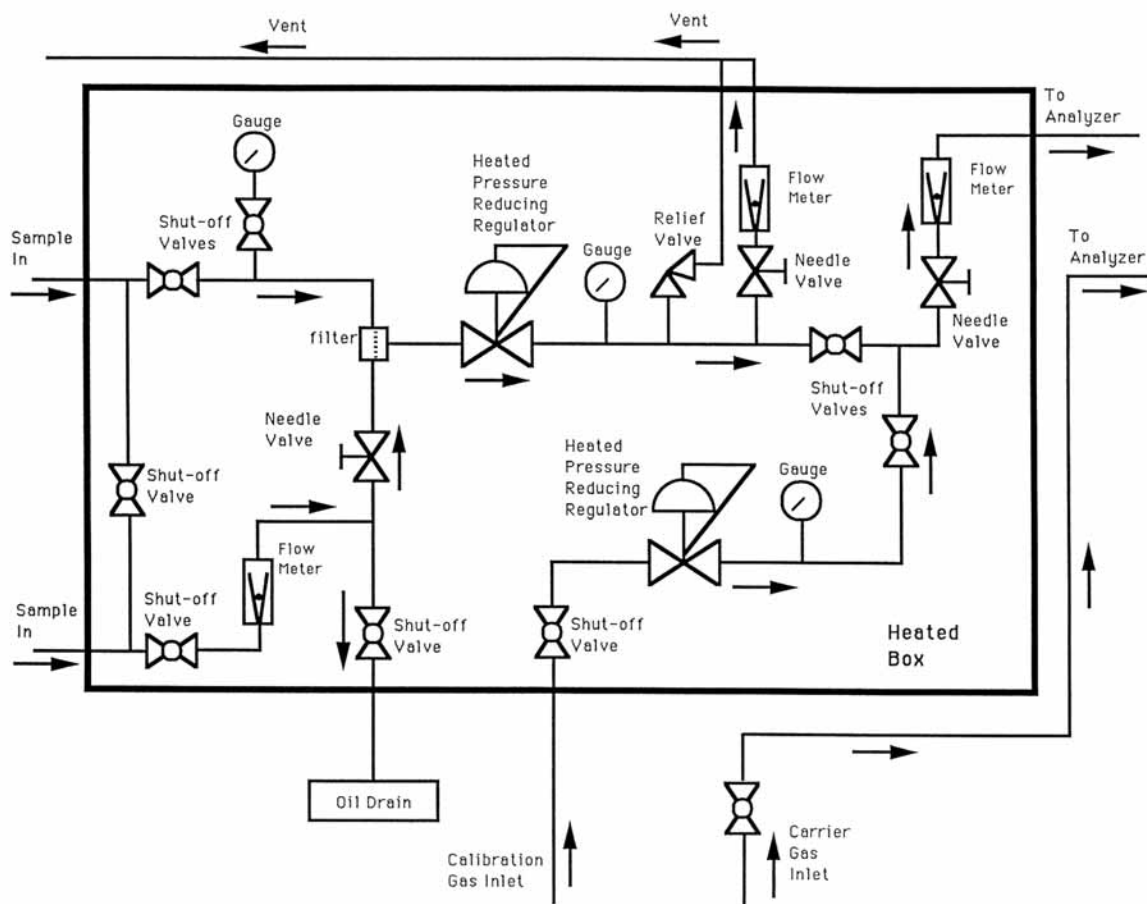 Vent
Vent
Gauge
Shut-off
Valves
Sample
In
Heated
Pressure
Reducing
Regulator
Gauge
Relief
Valve
Flow
Meter
Needle
Valve
To
Analyzer
Flow
Meter
To
Analyzer
Needle
Valve
filter
Shut-off
Valves
Needle
Valve
Shut-off
Valve
Heated
Pressure
Reducing
Regulator
Gauge
Flow
Meter
Sample
In
Shut-off
Valve
Shut-off
Valve
Shut-off
Valve
Heated
Box
Oil Drain
Calibration
Gas Inlet
Carrier
Gas
Inlet